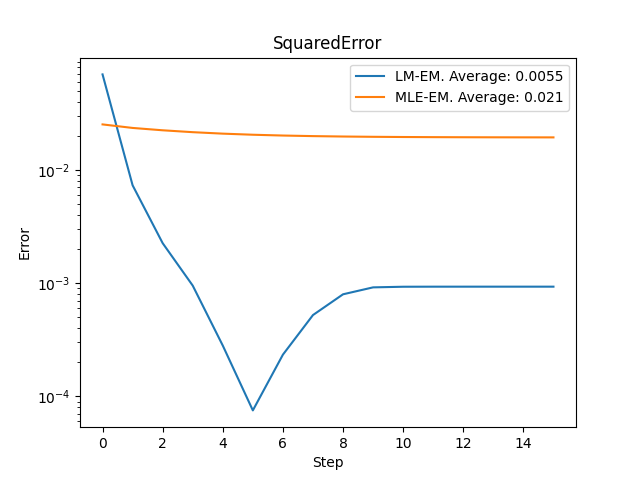 SquaredError
LM-EM. Average: 0.0055
MLE-EM. Average: 0.021
Error
10⁻²
10⁻³
10⁻⁴
0 2 4 6 8 10 12 14
Step